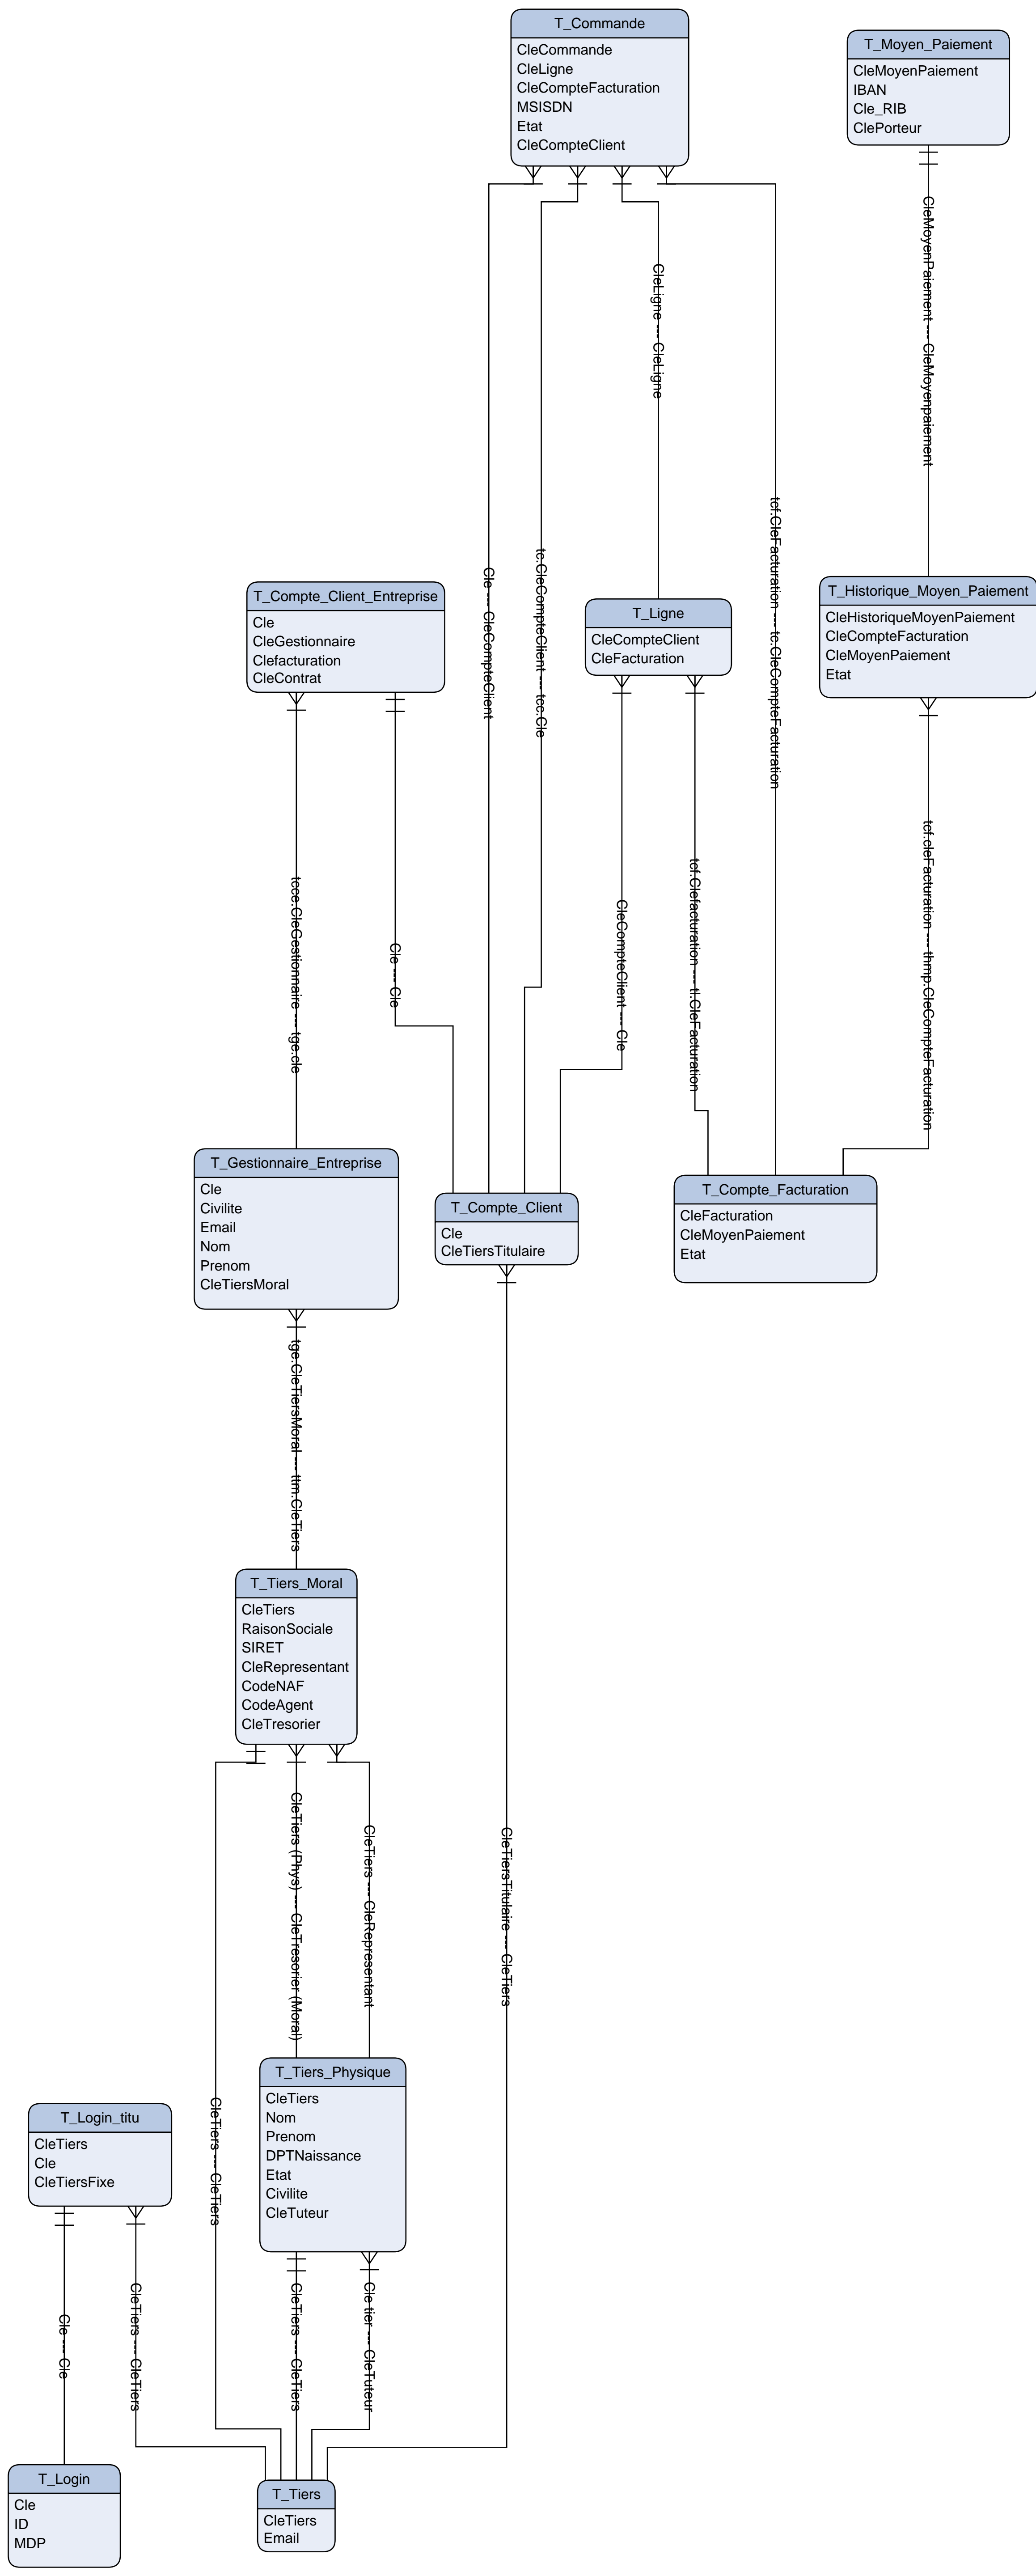 T_Commande
CleCommande
CleLigne
CleCompteFacturation
MSISDN
Etat
CleCompteClient
T_Moyen_Paiement
CleMoyenPaiement
IBAN
Cle_RIB
ClePorteur
CleMoyenPaiement --- CleMoyenpaiement
CleLigne --- CleLigne
Cle --- CleCompteClient
tc.CleCompteClient --- tcc.Cle
tcf.CleFacturation --- tc.CleCompteFacturation
T_Compte_Client_Entreprise
Cle
CleGestionnaire
Clefacturation
CleContrat
T_Ligne
CleCompteClient
CleFacturation
T_Historique_Moyen_Paiement
CleHistoriqueMoyenPaiement
CleCompteFacturation
CleMoyenPaiement
Etat
tcce.CleGestionnaire --- tge.cle
Cle --- Cle
CleCompteClient --- Cle
tcf.Clefacturation --- tl.CleFacturation
tcf.cleFacturation --- thmp.CleCompteFacturation
T_Gestionnaire_Entreprise
Cle
Civilite
Email
Nom
Prenom
CleTiersMoral
T_Compte_Client
Cle
CleTiersTitulaire
T_Compte_Facturation
CleFacturation
CleMoyenPaiement
Etat
tge.CleTiersMoral --- ttm.CleTiers
T_Tiers_Moral
CleTiers
RaisonSociale
SIRET
CleRepresentant
CodeNAF
CodeAgent
CleTresorier
CleTiers (Phys) --- CleTresorier (Moral)
CleTiers --- CleRepresentant
CleTiersTitulaire --- CleTiers
CleTiers --- CleTiers
T_Tiers_Physique
CleTiers
Nom
Prenom
DPTNaissance
Etat
Civilite
CleTuteur
T_Login_titu
CleTiers
Cle
CleTiersFixe
Cle --- Cle
CleTiers --- CleTiers
CleTiers --- CleTiers
Cle tier --- CleTuteur
T_Login
Cle
ID
MDP
T_Tiers
CleTiers
Email